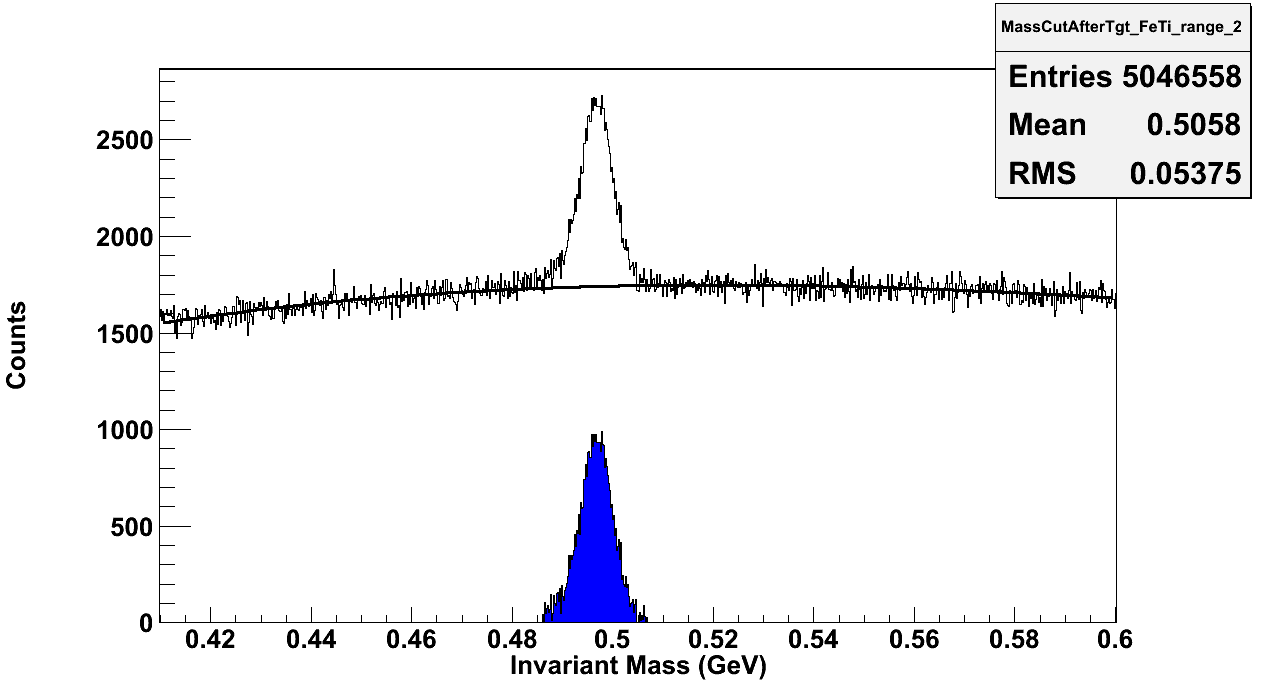 MassCutAfterTgt_FeTi_range_2
Entries 5046558
Mean 0.5058
RMS 0.05375
2500
2000
1500
1000
500
0
Counts
0.42 0.44 0.46 0.48 0.5 0.52 0.54 0.56 0.58 0.6
Invariant Mass (GeV)